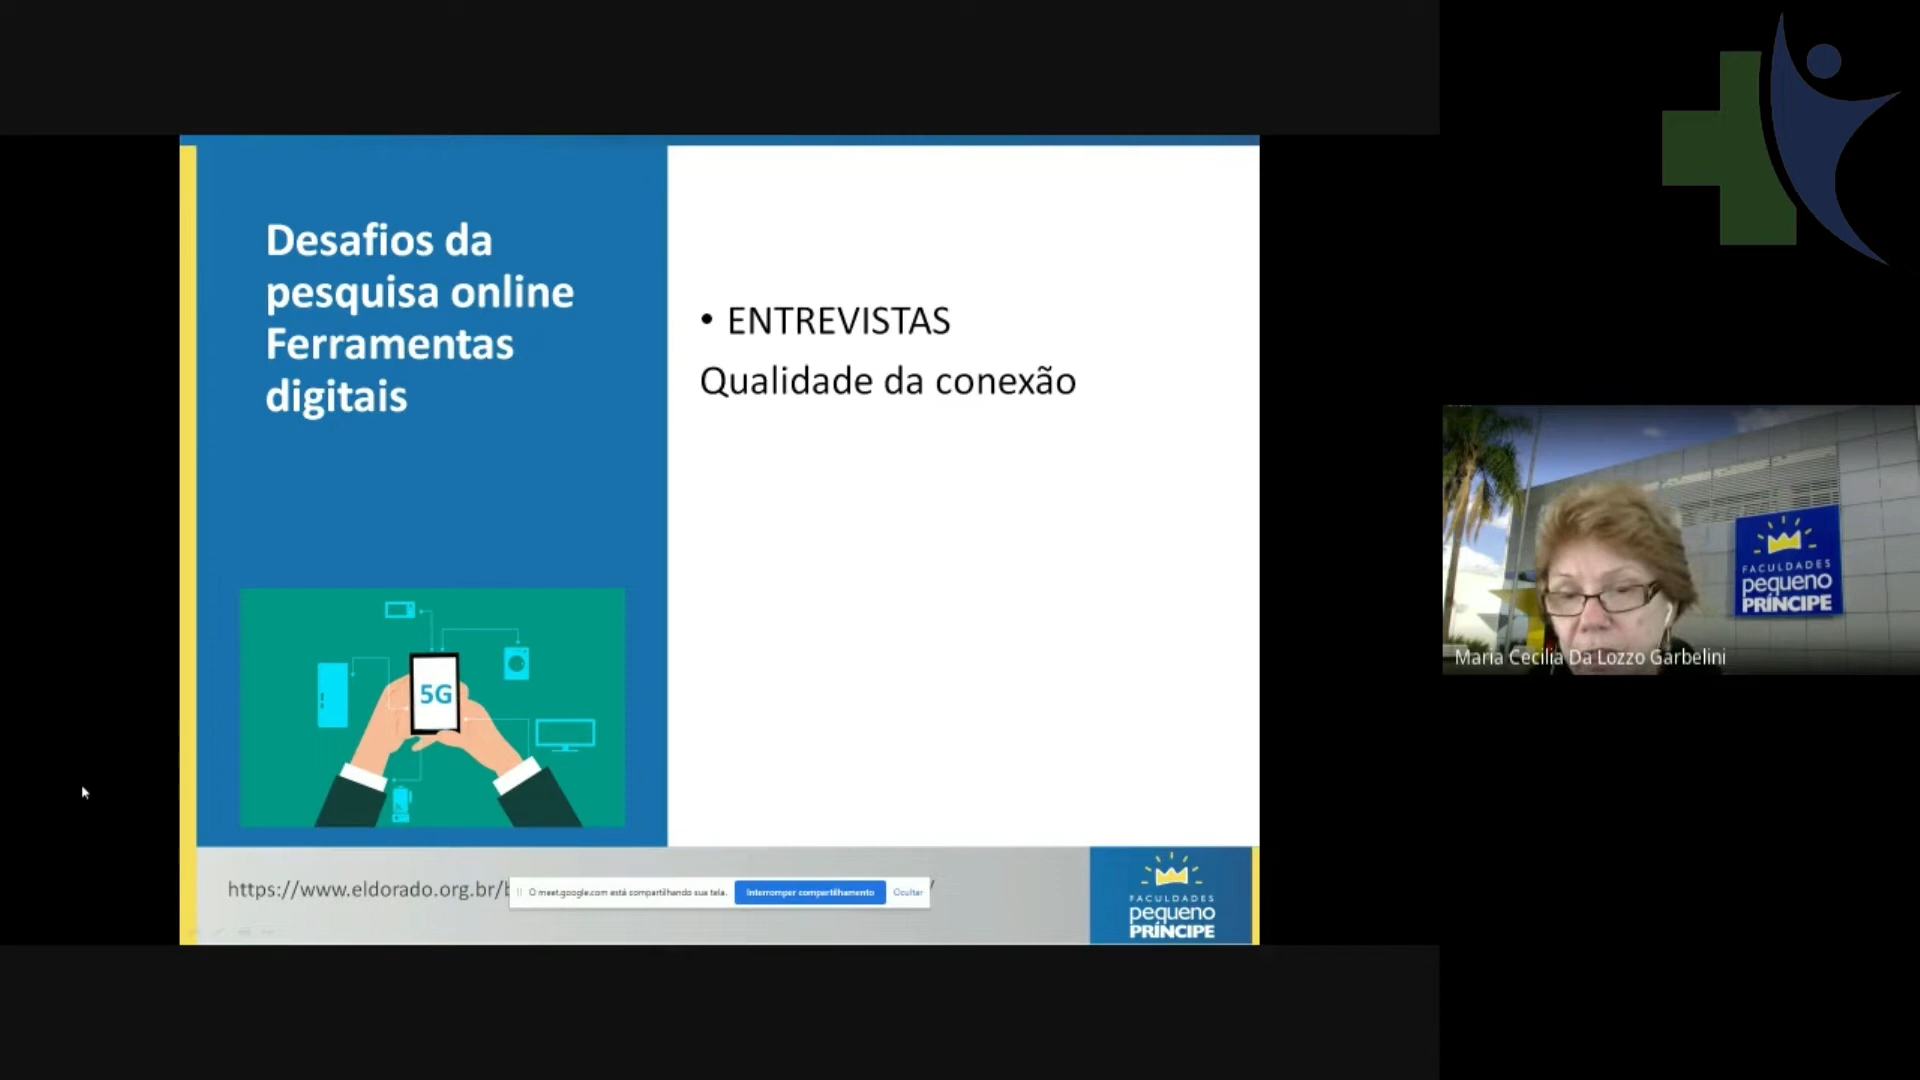 Desafios da
pesquisa online
Ferramentas
digitais
• ENTREVISTAS
Qualidade da conexão
5G
https://www.eldorado.org.br/
O meet.google.com está compartilhando sua tela.
Interromper compartilhamento
Ocultar
FACULDADES
pequeno
PRÍNCIPE
FACULDADES
pequeno
PRÍNCIPE
Maria Cecilia Da Lozzo Garbelini